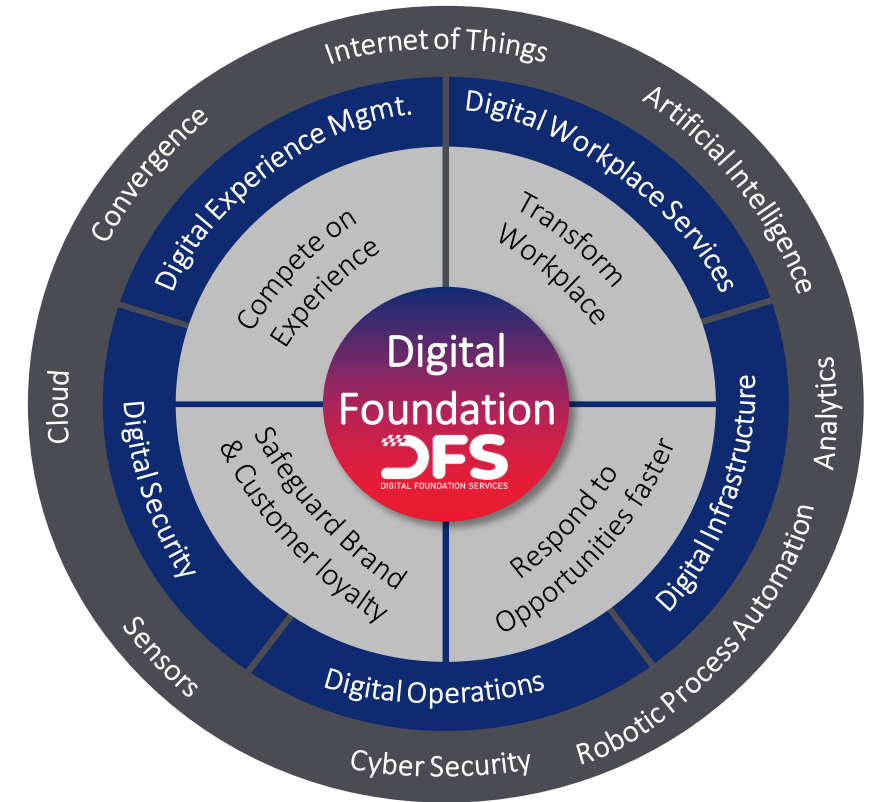 Internet of Things
Artificial Intelligence
Analytics
Robotic Process Automation
Cyber Security
Sensors
Cloud
Convergence
Digital Experience Mgmt.
Digital Workplace Services
Digital Infrastructure
Digital Operations
Digital Security
Compete on
Experience
Transform
Workplace
Respond to
Opportunities faster
Safeguard Brand
& Customer loyalty
Digital
Foundation
DFS
DIGITAL FOUNDATION SERVICES